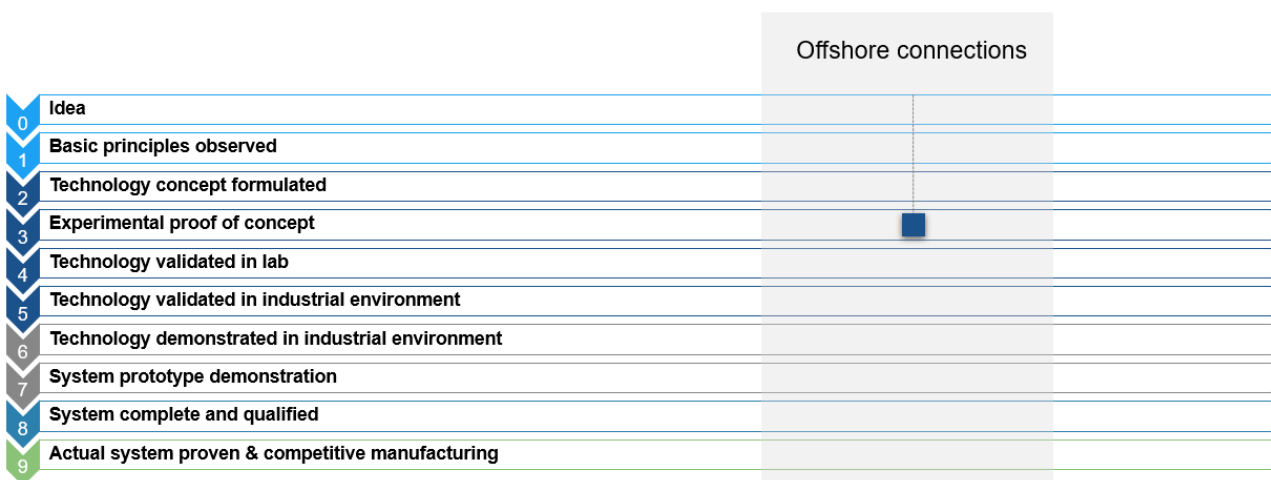 Offshore connections
0 Idea
1 Basic principles observed
2 Technology concept formulated
3 Experimental proof of concept
4 Technology validated in lab
5 Technology validated in industrial environment
6 Technology demonstrated in industrial environment
7 System prototype demonstration
8 System complete and qualified
9 Actual system proven & competitive manufacturing